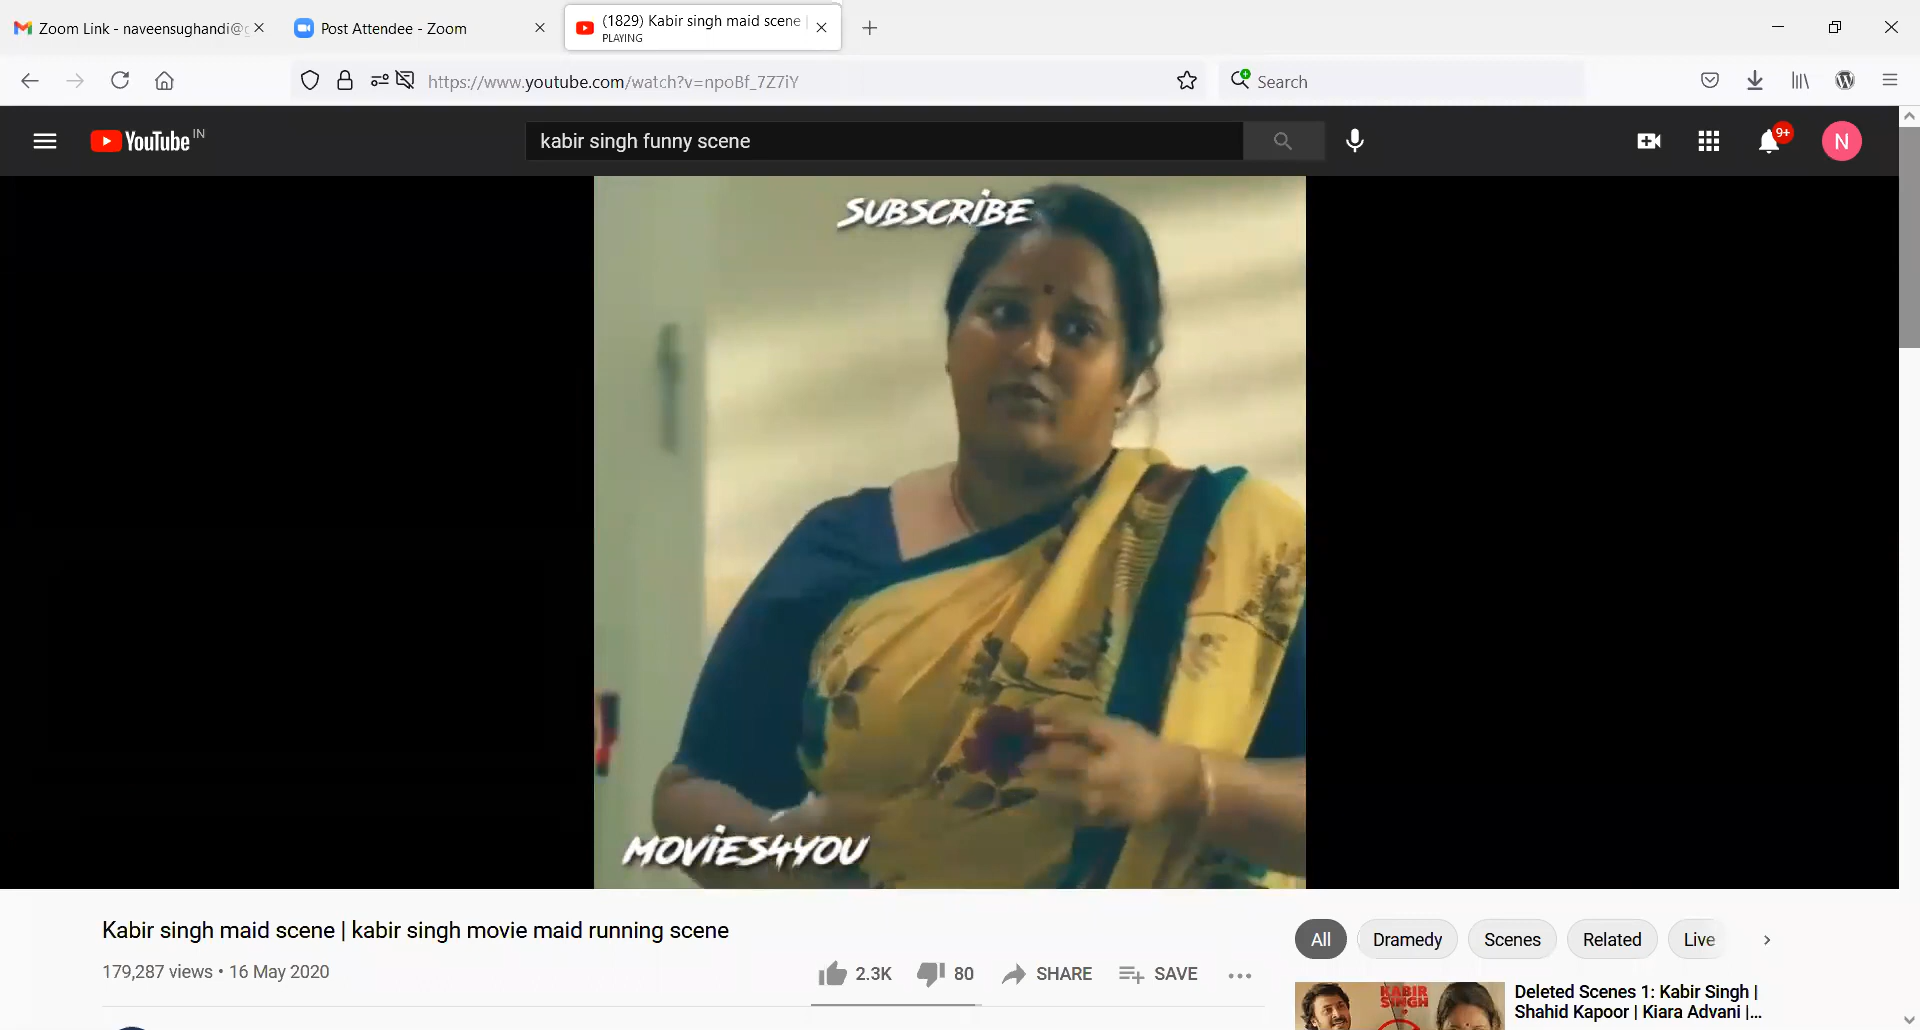 Zoom Link - naveensughandi@
Post Attendee - Zoom
(1829) Kabir singh maid scene |
PLAYING
https://www.youtube.com/watch?v=npoBf_7Z7iY
Search
YouTube IN
kabir singh funny scene
9+
N
SUBSCRIBE
MOVIES4YOU
Kabir singh maid scene | kabir singh movie maid running scene
179,287 views • 16 May 2020
2.3K
80
SHARE
SAVE
All
Dramedy
Scenes
Related
Live
KABIR
SINGH
Deleted Scenes 1: Kabir Singh |
Shahid Kapoor | Kiara Advani |...